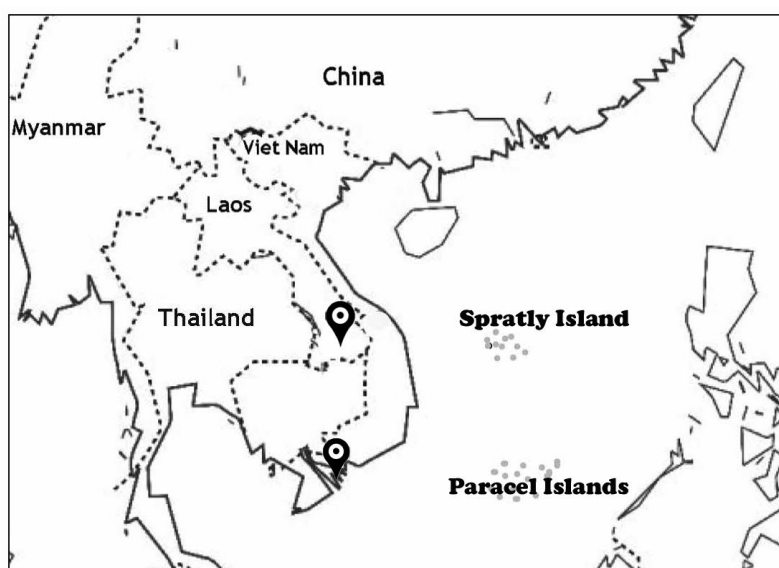 China
Myanmar
Viet Nam
Laos
Thailand
Spratly Island
Paracel Islands